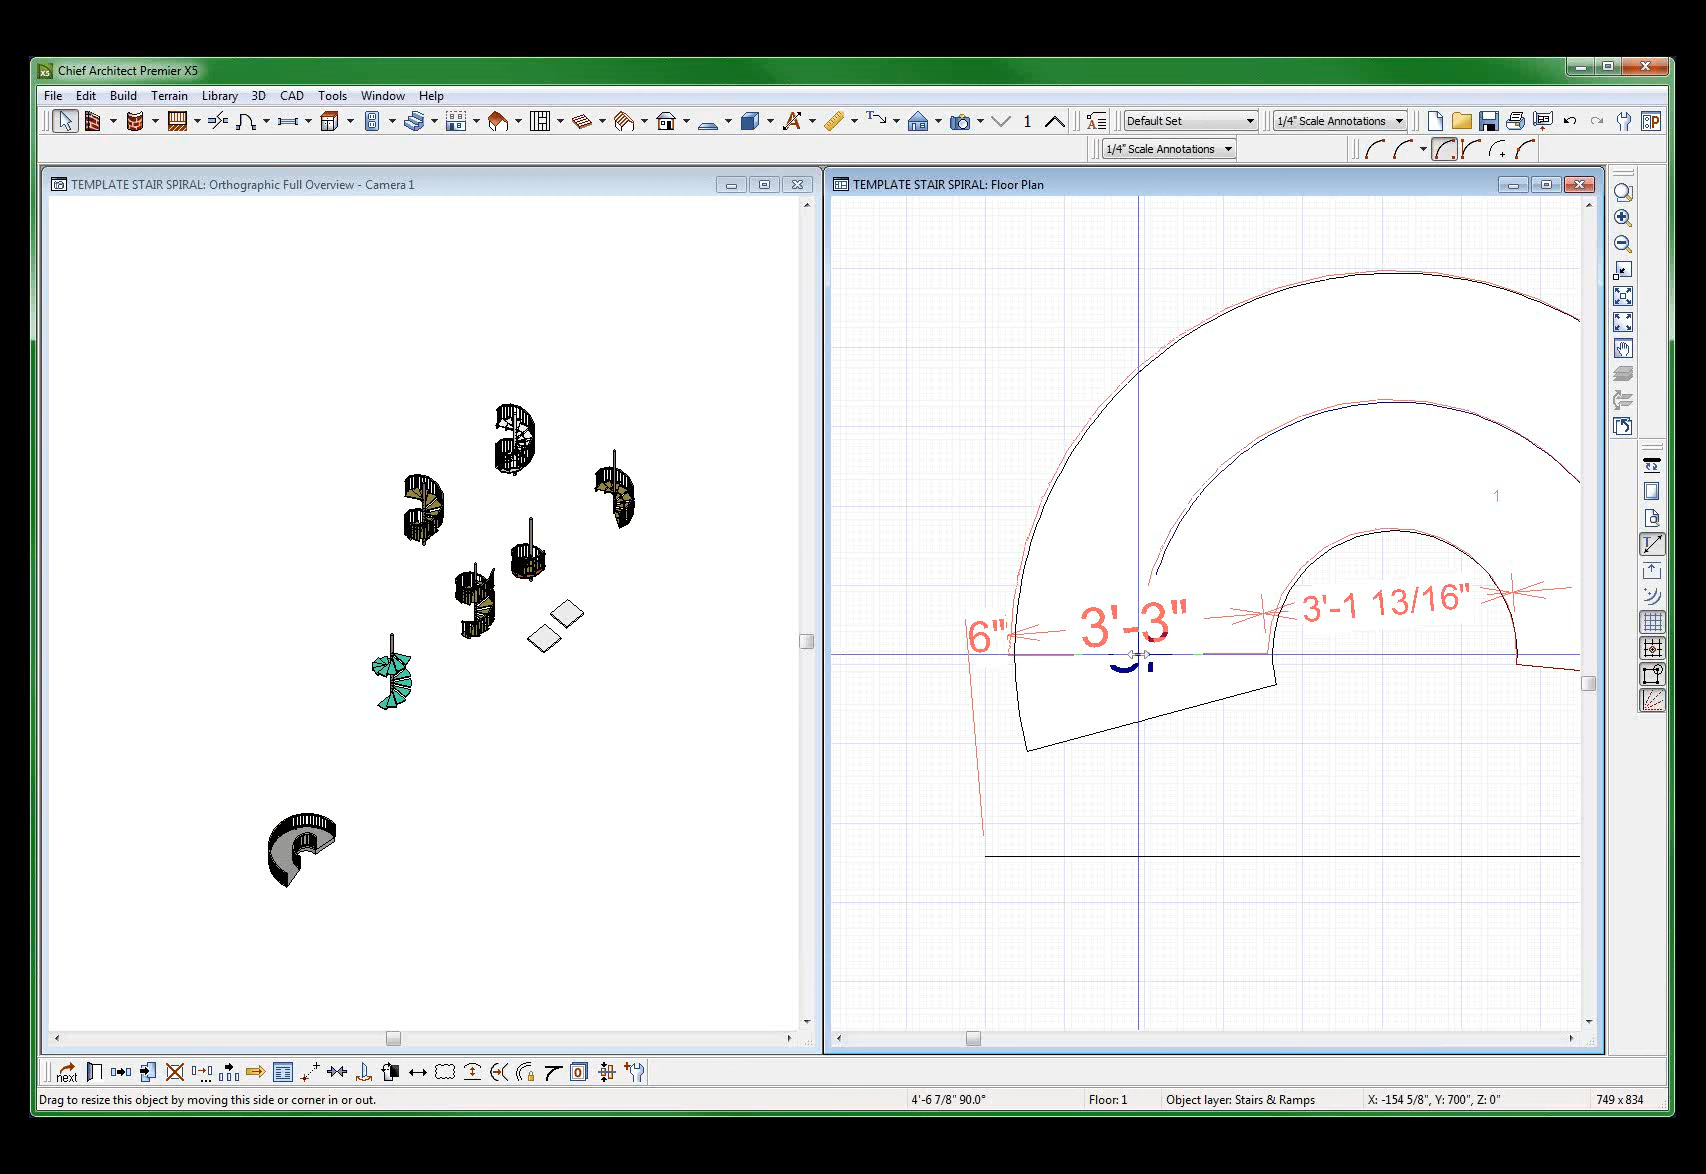 Chief Architect Premier X5
File Edit Build Terrain Library 3D CAD Tools Window Help
1 Default Set 1/4" Scale Annotations
1/4" Scale Annotations
TEMPLATE STAIR SPIRAL: Orthographic Full Overview - Camera 1
TEMPLATE STAIR SPIRAL: Floor Plan
1
6" 3'-3" 3'-1 13/16"
next
Drag to resize this object by moving this side or corner in or out.
4'-6 7/8" 90.0° Floor: 1 Object layer: Stairs & Ramps X: -154 5/8", Y: 700", Z: 0" 749 x 834